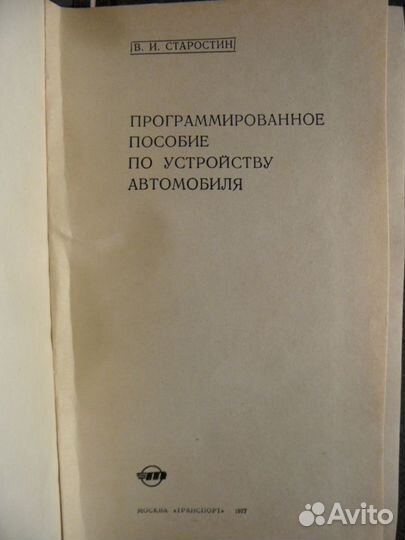 В. И. СТАРОСТИН
ПРОГРАММИРОВАННОЕ
ПОСОБИЕ
ПО УСТРОЙСТВУ
АВТОМОБИЛЯ
МОСКВА «ТРАНСПОРТ» 1977
Avito